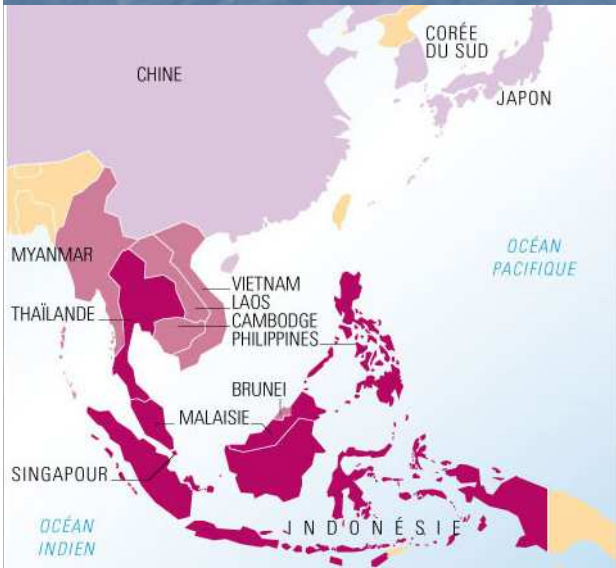 CORÉE
DU SUD
CHINE
JAPON
MYANMAR
OCÉAN
PACIFIQUE
VIETNAM
LAOS
THAÏLANDE
CAMBODGE
PHILIPPINES
BRUNEI
MALAISIE
SINGAPOUR
OCÉAN
INDIEN
INDONÉSIE